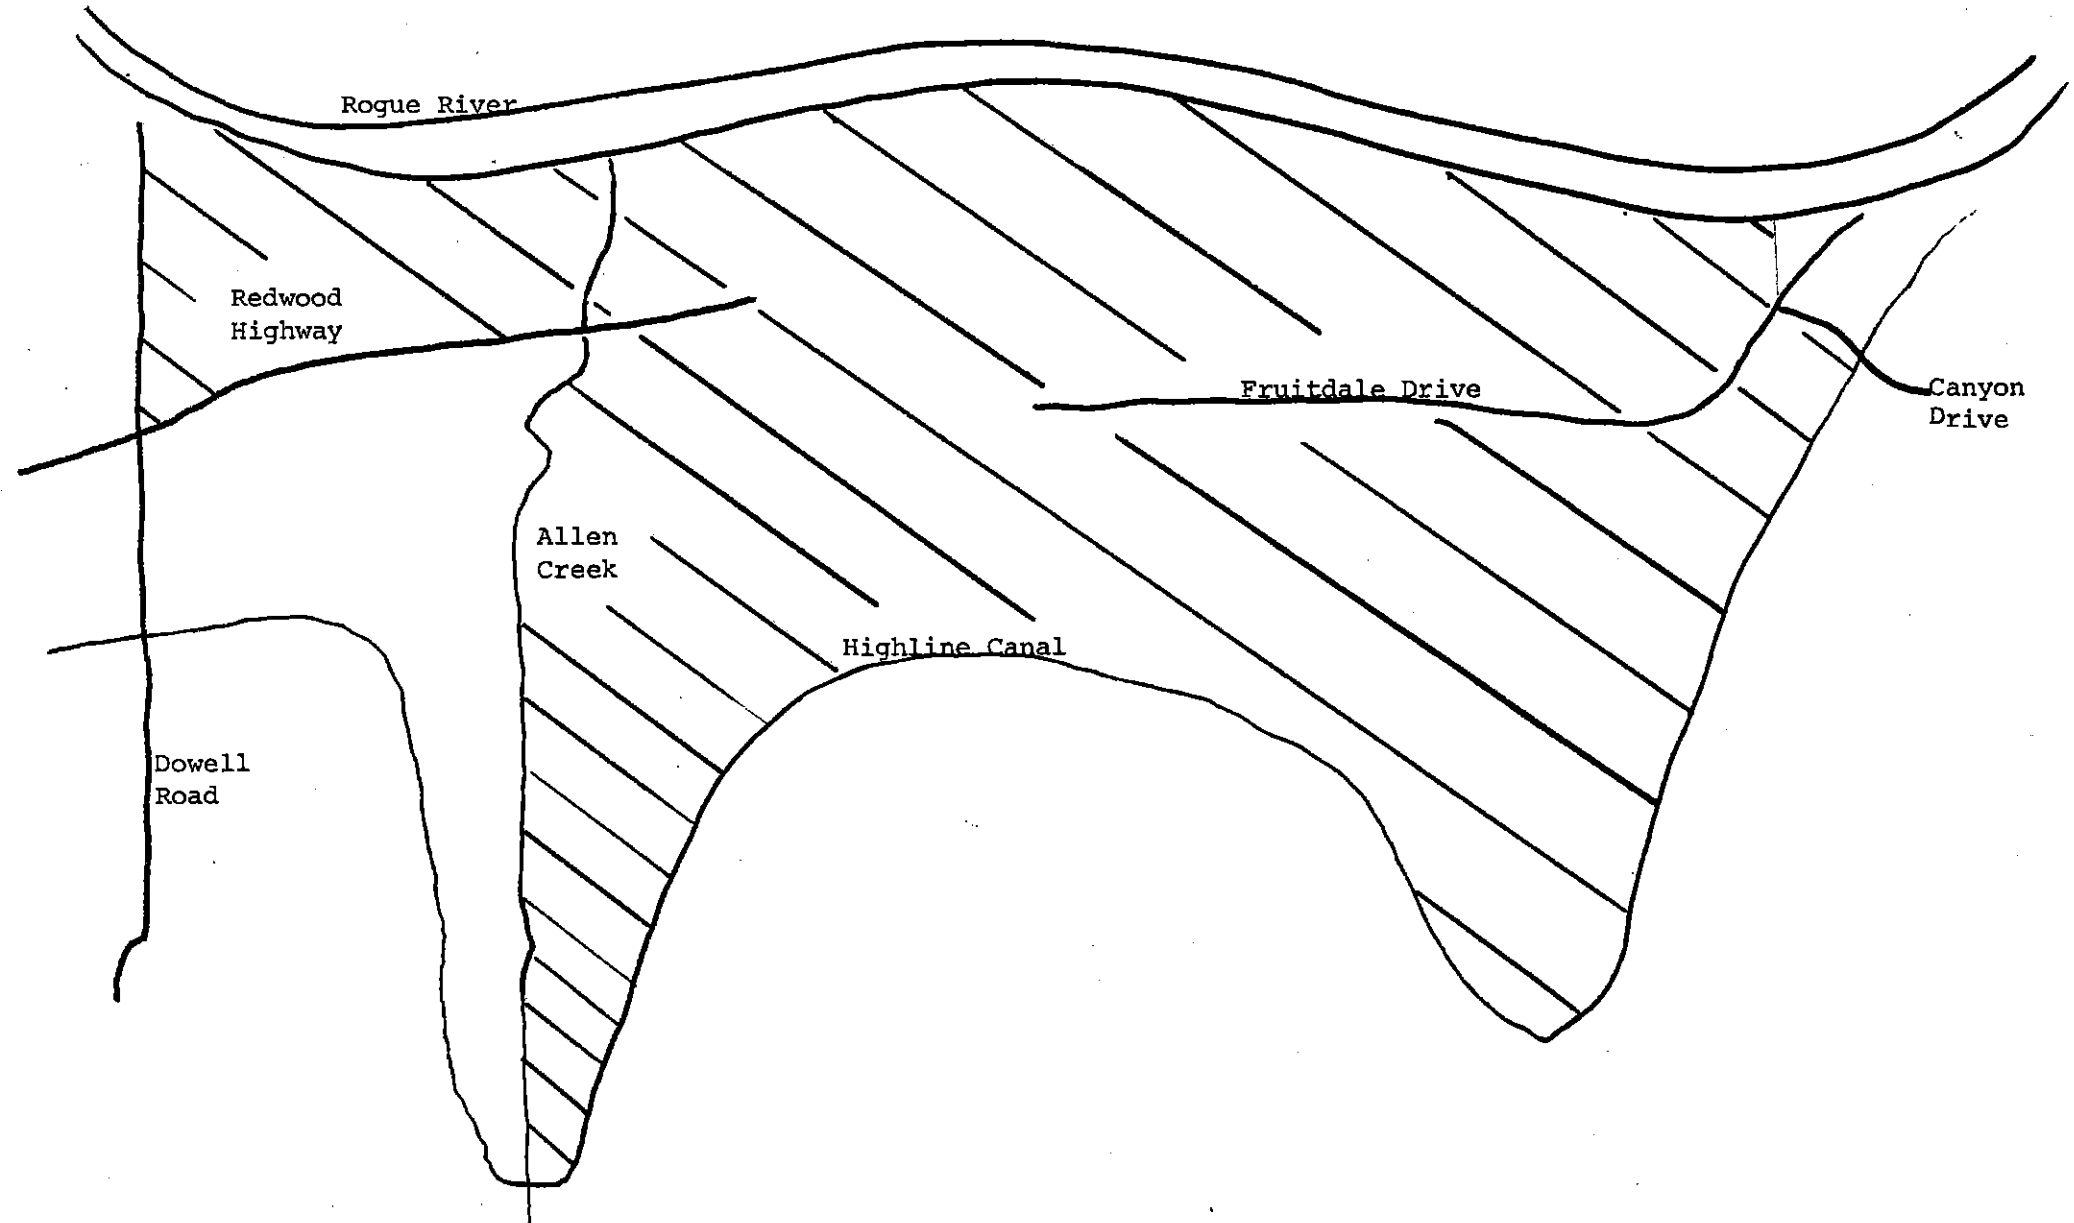 Rogue River
Redwood
Highway
Fruitdale Drive
Canyon
Drive
Allen
Creek
Highline Canal
Dowell
Road